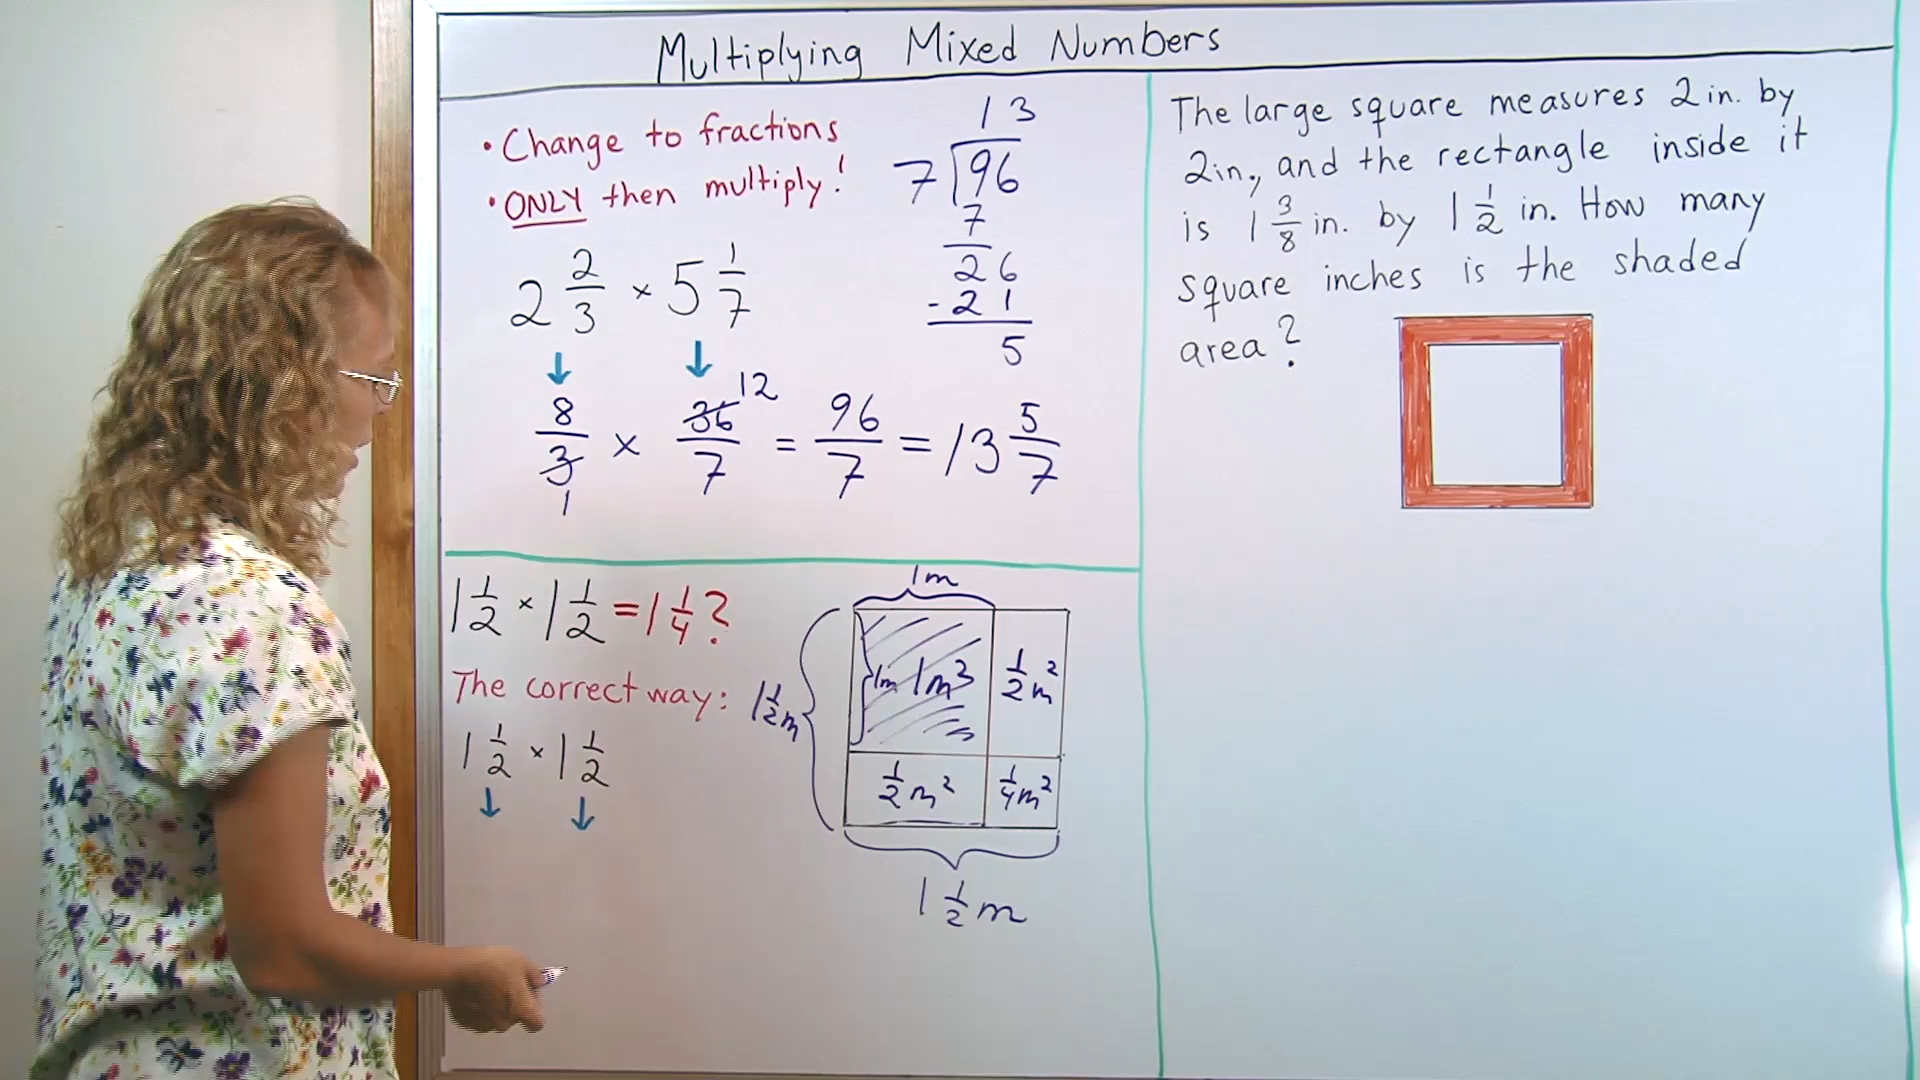 Multiplying Mixed Numbers
• Change to fractions
• ONLY then multiply!
2 2/3 × 5 1/7
↓ ↓
8/3 × 36/7 = 96/7 = 13 5/7
1 12
13
7)96
7
26
- 21
5
1 1/2 × 1 1/2 = 1 1/4?
The correct way:
1 1/2 × 1 1/2
↓ ↓
1m
1 1/2 m
1m 1m² 1/2 m²
1/2 m² 1/4 m²
1 1/2 m
The large square measures 2 in. by
2in., and the rectangle inside it
is 1 3/8 in. by 1 1/2 in. How many
square inches is the shaded
area?